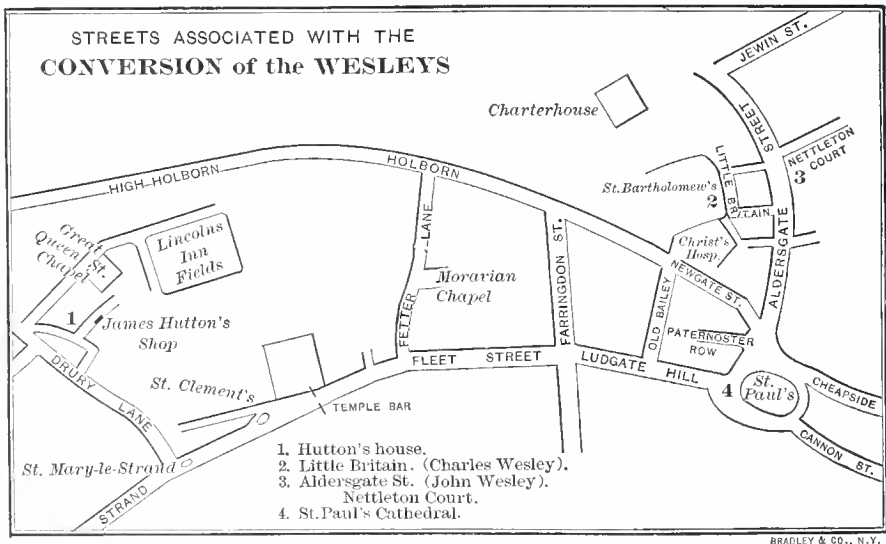 STREETS ASSOCIATED WITH THE
CONVERSION of the WESLEYS
JEWIN ST.
Charterhouse
STREET
NETTLETON
COURT
3
HOLBORN
HIGH-HOLBORN
LITTLE BRITAIN
St. Bartholomew's
2
ALDERSGATE
Great
Queen St.
Chapel
Lincolns
Inn
Fields
FETTER-LANE
Moravian
Chapel
FARRINGDON ST.
Christ's
Hosp.
NEWGATE ST.
OLD BAILEY
PATERNOSTER
ROW
1
James Hutton's
Shop
DRURY LANE
St. Clement's
FLEET STREET
LUDGATE HILL
4
St.
Paul's
CHEAPSIDE
CANNON ST.
TEMPLE BAR
St. Mary-le-Strand
STRAND
1. Hutton's house.
2. Little Britain. (Charles Wesley).
3. Aldersgate St. (John Wesley).
Nettleton Court.
4. St. Paul's Cathedral.
BRADLEY & CO., N.Y.